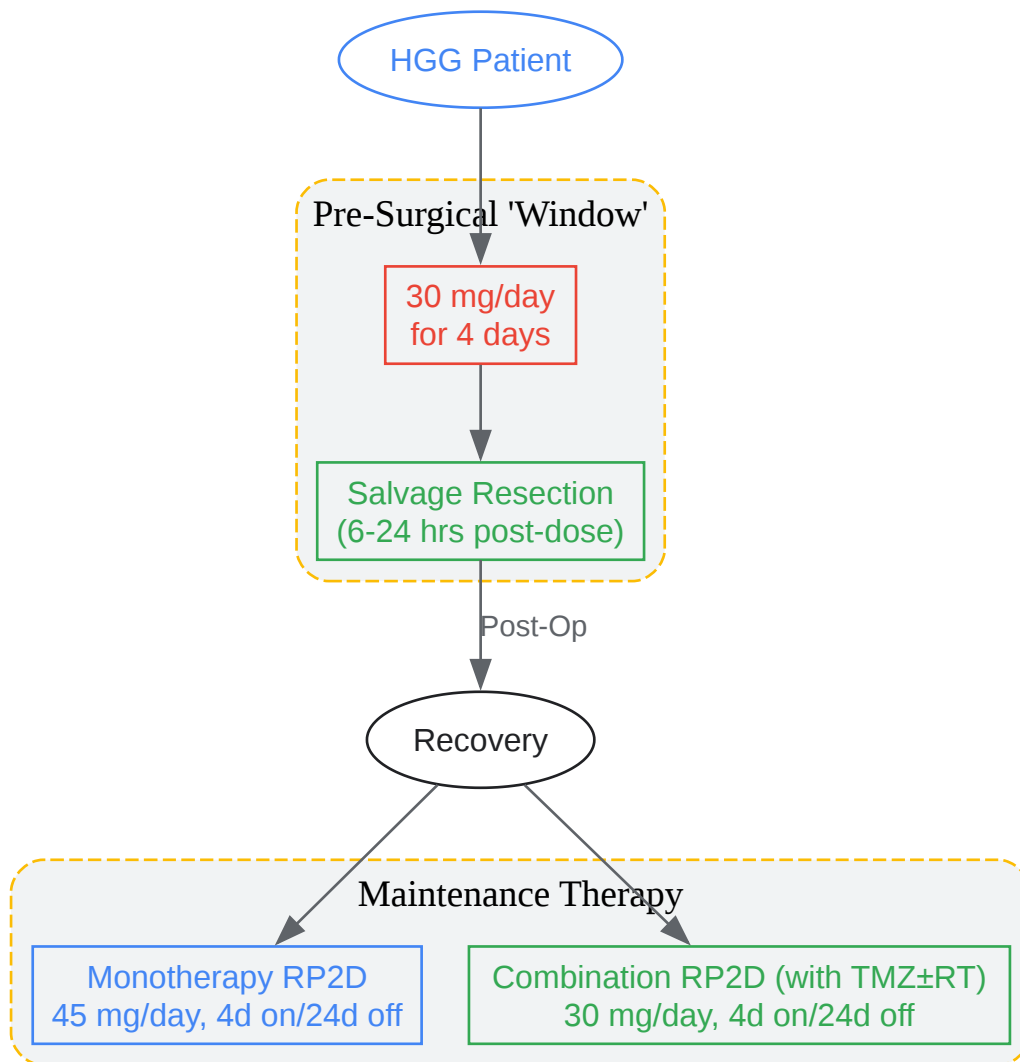 HGG Patient
Pre-Surgical 'Window'
30 mg/day
for 4 days
Salvage Resection
(6-24 hrs post-dose)
Post-Op
Recovery
Maintenance Therapy
Monotherapy RP2D
45 mg/day, 4d on/24d off
Combination RP2D (with TMZ±RT)
30 mg/day, 4d on/24d off